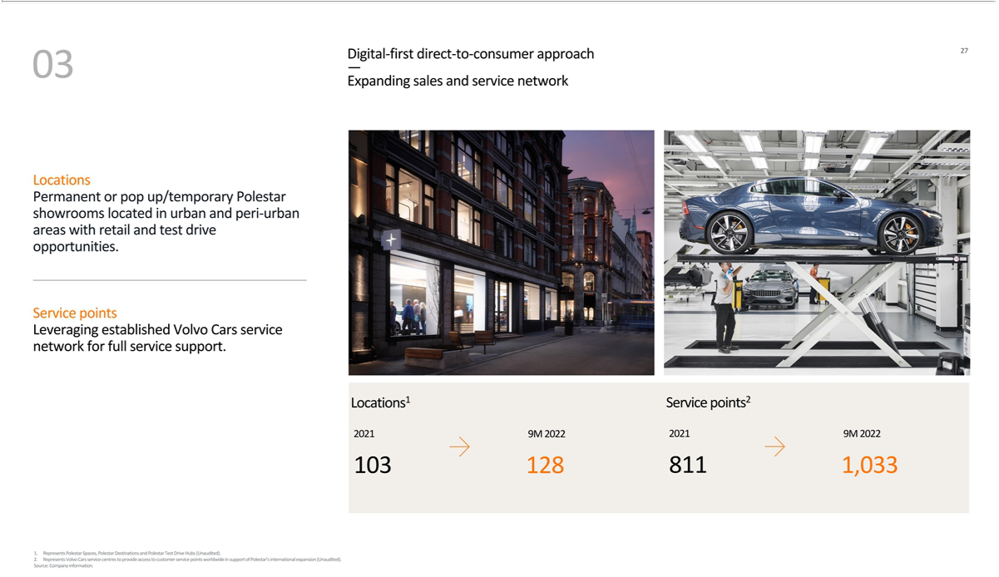 03
Digital-first direct-to-consumer approach
—
Expanding sales and service network
27
Locations
Permanent or pop up/temporary Polestar
showrooms located in urban and peri-urban
areas with retail and test drive
opportunities.
Service points
Leveraging established Volvo Cars service
network for full service support.
Locations1
2021
9M 2022
103
128
Service points2
2021
9M 2022
811
1,033
1. Represents Polestar Spaces, Polestar Destinations and Polestar Test Drive Hubs (Unaudited).
2. Represents Volvo Cars service centres to provide access to customer service points worldwide in support of Polestar's international expansion (Unaudited).
Source: Company information.